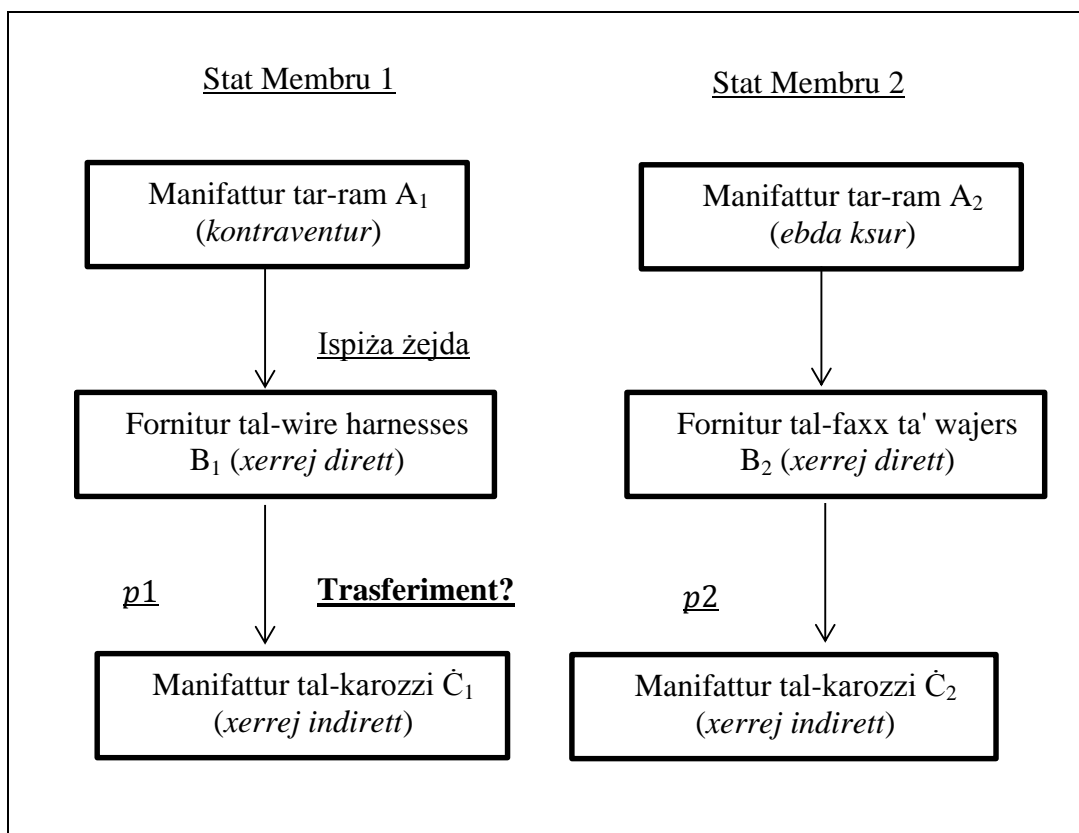 Stat Membru 1
Stat Membru 2
Manifattur tar-ram A₁
(kontraventur)
Manifattur tar-ram A₂
(ebda ksur)
Ispiża żejda
Fornitur tal-wire harnesses
B₁ (xerrej dirett)
Fornitur tal-faxx ta' wajers
B₂ (xerrej dirett)
p1
Trasferiment?
p2
Manifattur tal-karozzi Ċ₁
(xerrej indirett)
Manifattur tal-karozzi Ċ₂
(xerrej indirett)